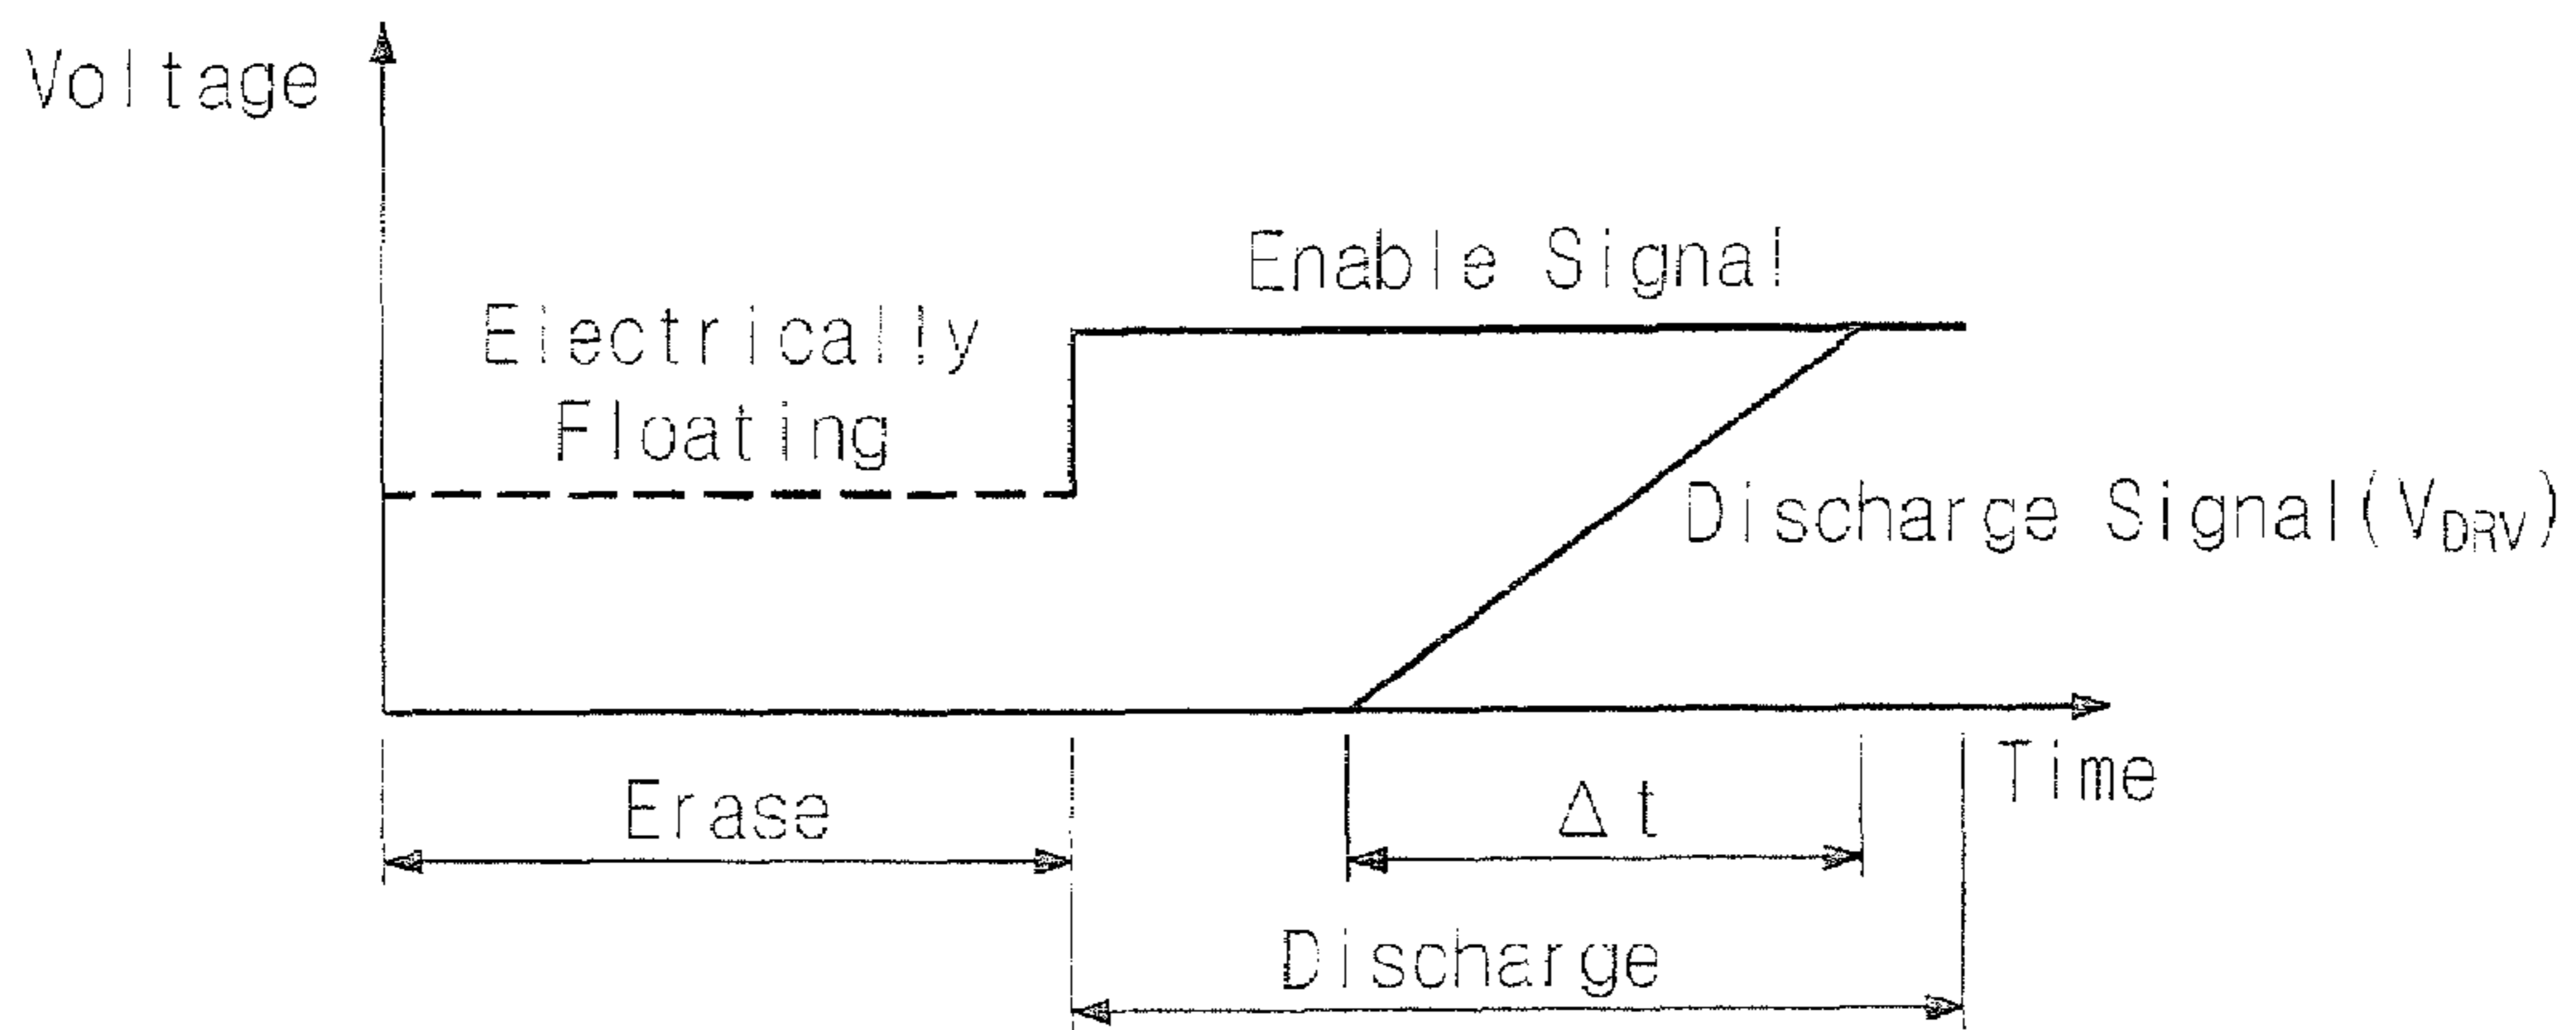 Voltage
Enable Signal
Electrically
Floating
Discharge Signal(VDRV)
Time
Erase
Δt
Discharge